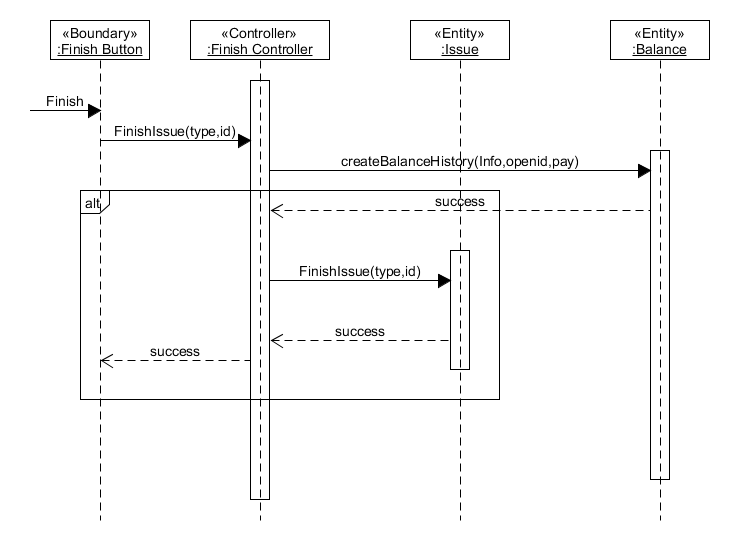 «Boundary»
:Finish Button
«Controller»
:Finish Controller
«Entity»
:Issue
«Entity»
:Balance
Finish
FinishIssue(type,id)
createBalanceHistory(Info,openid,pay)
alt
success
FinishIssue(type,id)
success
success